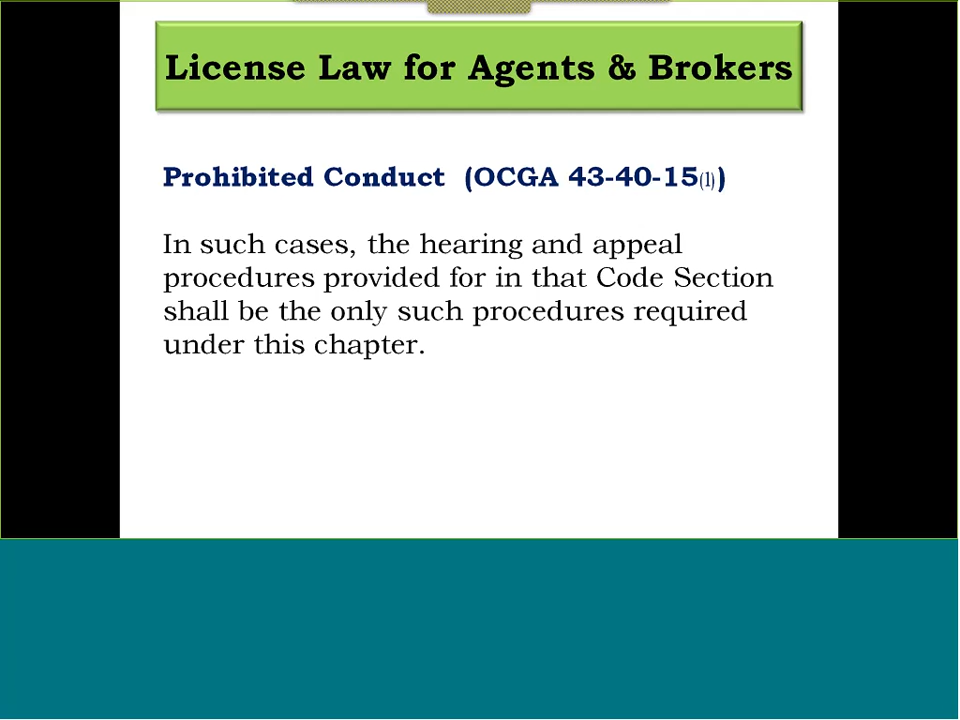 License Law for Agents & Brokers
Prohibited Conduct (OCGA 43-40-15(1))
In such cases, the hearing and appeal
procedures provided for in that Code Section
shall be the only such procedures required
under this chapter.